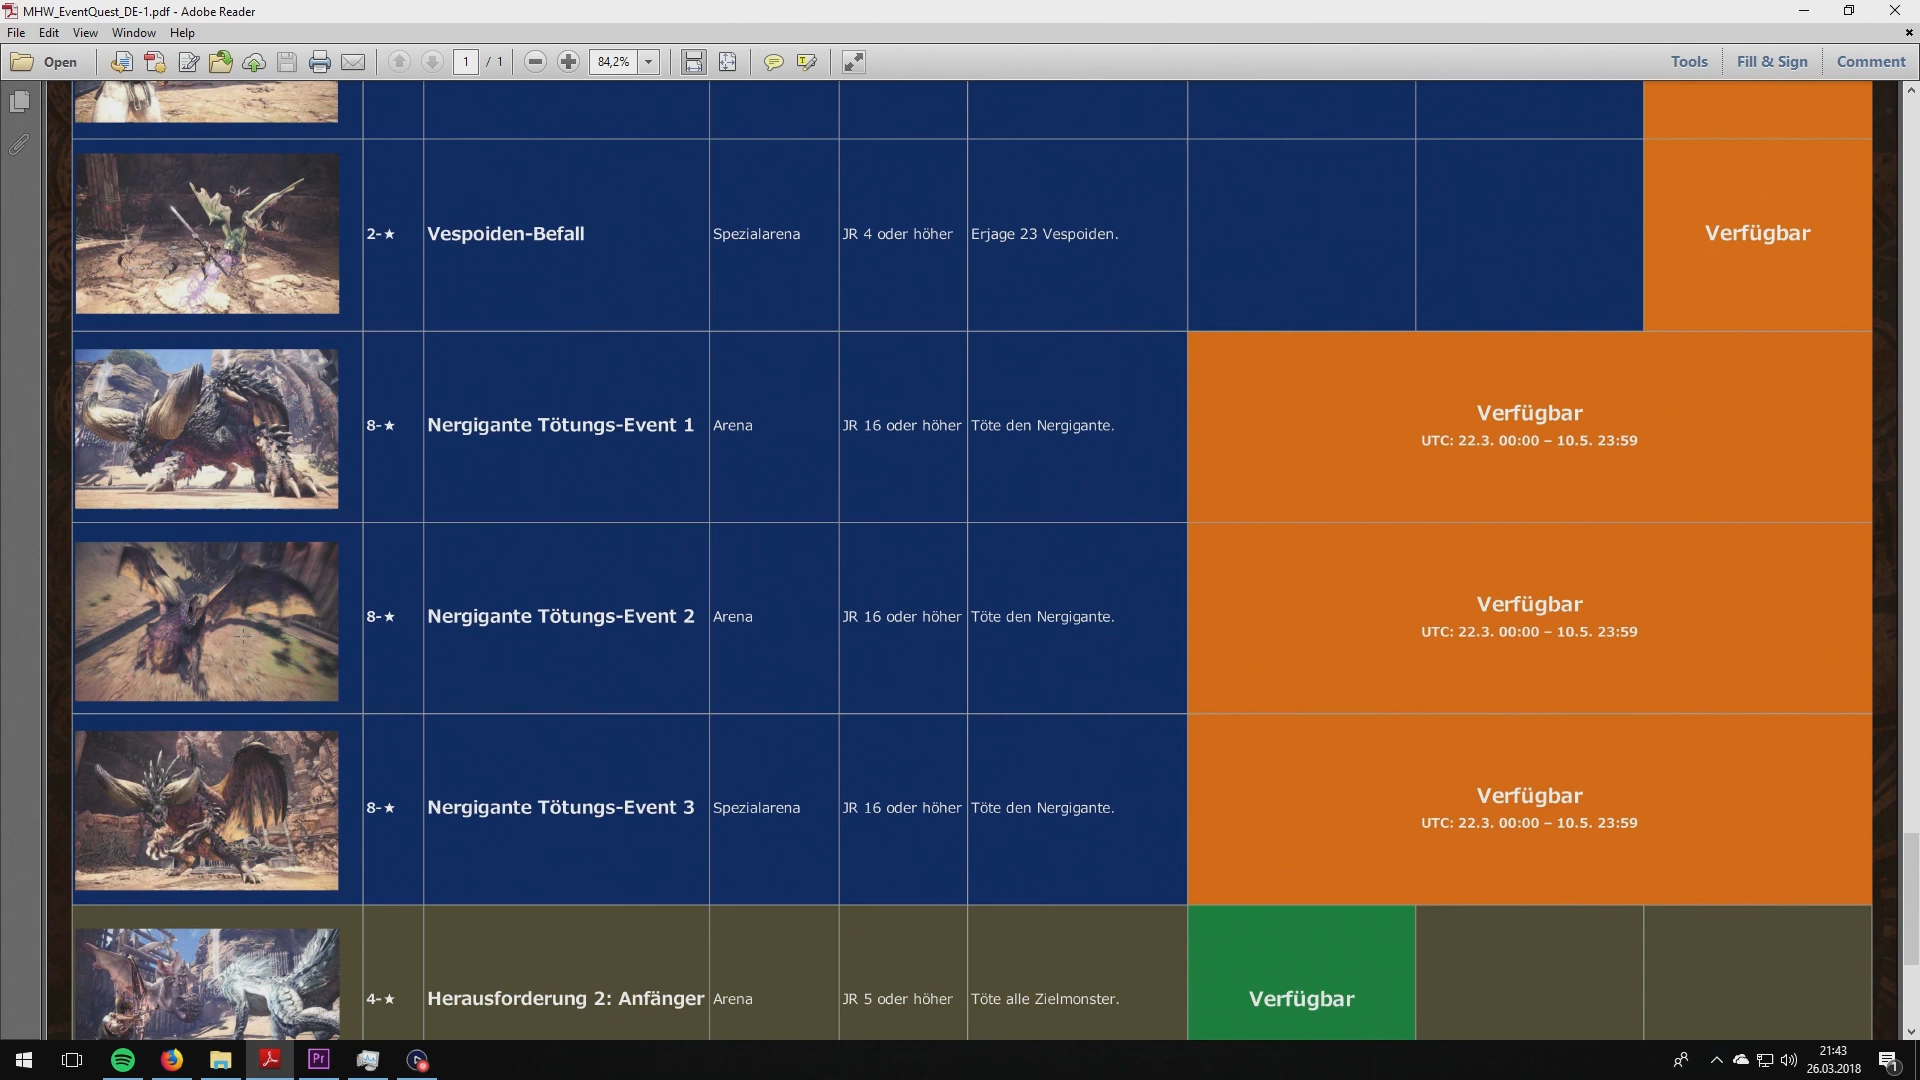 MHW_EventQuest_DE-1.pdf - Adobe Reader
File Edit View Window Help
Open 1 / 1 84,2% Tools Fill & Sign Comment
2-★ Vespoiden-Befall Spezialarena JR 4 oder höher Erjage 23 Vespoiden. Verfügbar
8-★ Nergigante Tötungs-Event 1 Arena JR 16 oder höher Töte den Nergigante. Verfügbar
UTC: 22.3. 00:00 – 10.5. 23:59
8-★ Nergigante Tötungs-Event 2 Arena JR 16 oder höher Töte den Nergigante. Verfügbar
UTC: 22.3. 00:00 – 10.5. 23:59
8-★ Nergigante Tötungs-Event 3 Spezialarena JR 16 oder höher Töte den Nergigante. Verfügbar
UTC: 22.3. 00:00 – 10.5. 23:59
4-★ Herausforderung 2: Anfänger Arena JR 5 oder höher Töte alle Zielmonster. Verfügbar
Pr
21:43
26.03.2018
1